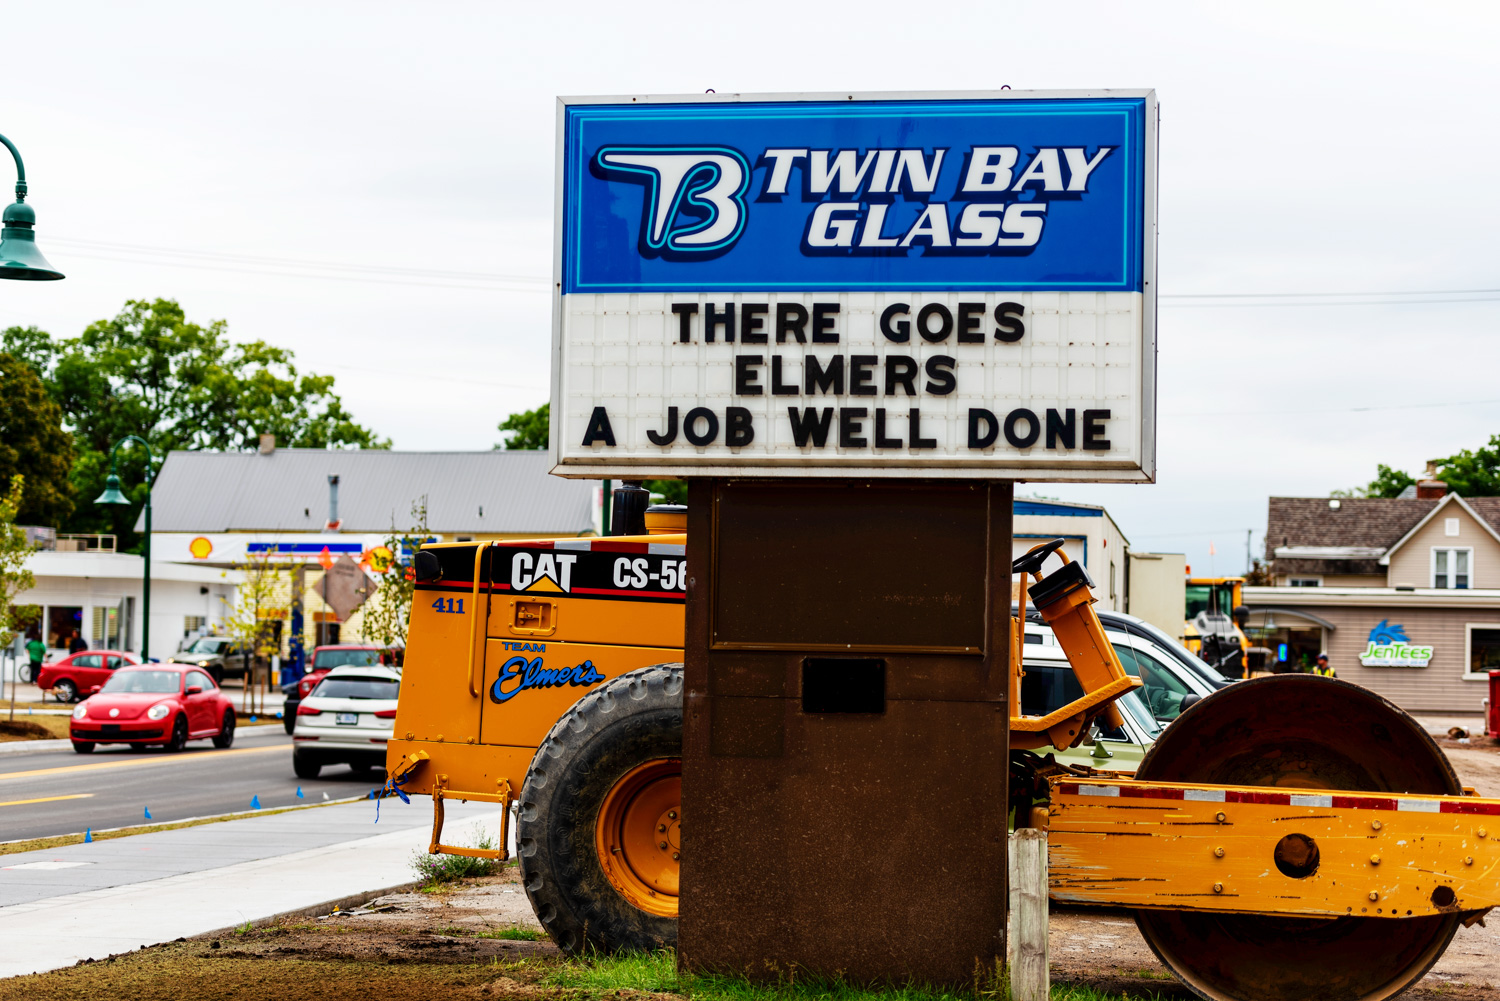 TB TWIN BAY
GLASS
THERE GOES
ELMERS
A JOB WELL DONE
CAT CS-56
411
TEAM
Elmer's
JENTEES